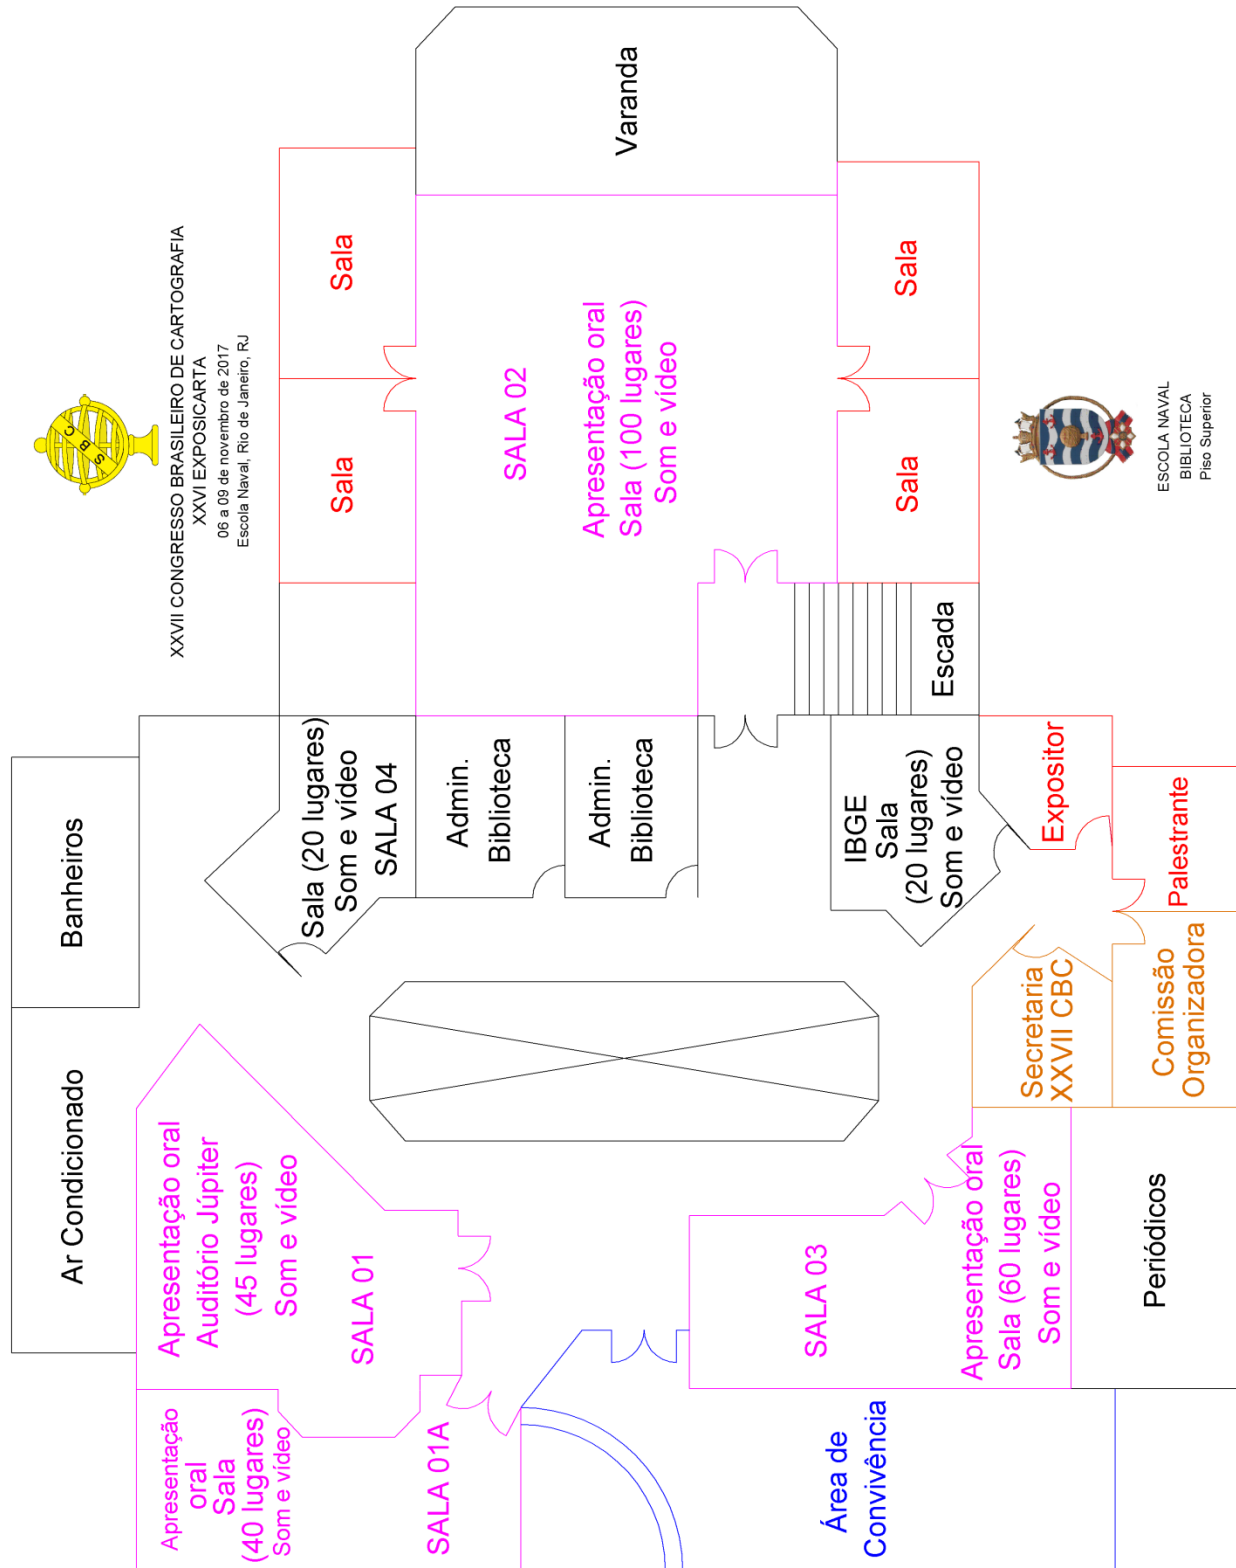 XXVII CONGRESSO BRASILEIRO DE CARTOGRAFIA
XXVI EXPOSICARTA
06 a 09 de novembro de 2017
Escola Naval, Rio de Janeiro, RJ
S B C
Banheiros
Ar Condicionado
Apresentação oral
Auditório Júpiter
(45 lugares)
Som e vídeo
SALA 01
Apresentação
oral
Sala
(40 lugares)
Som e vídeo
SALA 01A
Sala (20 lugares)
Som e vídeo
SALA 04
Admin.
Biblioteca
Admin.
Biblioteca
Sala
Sala
SALA 02
Apresentação oral
Sala (100 lugares)
Som e vídeo
Varanda
Sala
Sala
Escada
IBGE
Sala
(20 lugares)
Som e vídeo
Expositor
Palestrante
Secretaria
XXVII CBC
Comissão
Organizadora
SALA 03
Apresentação oral
Sala (60 lugares)
Som e vídeo
Periódicos
Área de
Convivência
ESCOLA NAVAL
BIBLIOTECA
Piso Superior